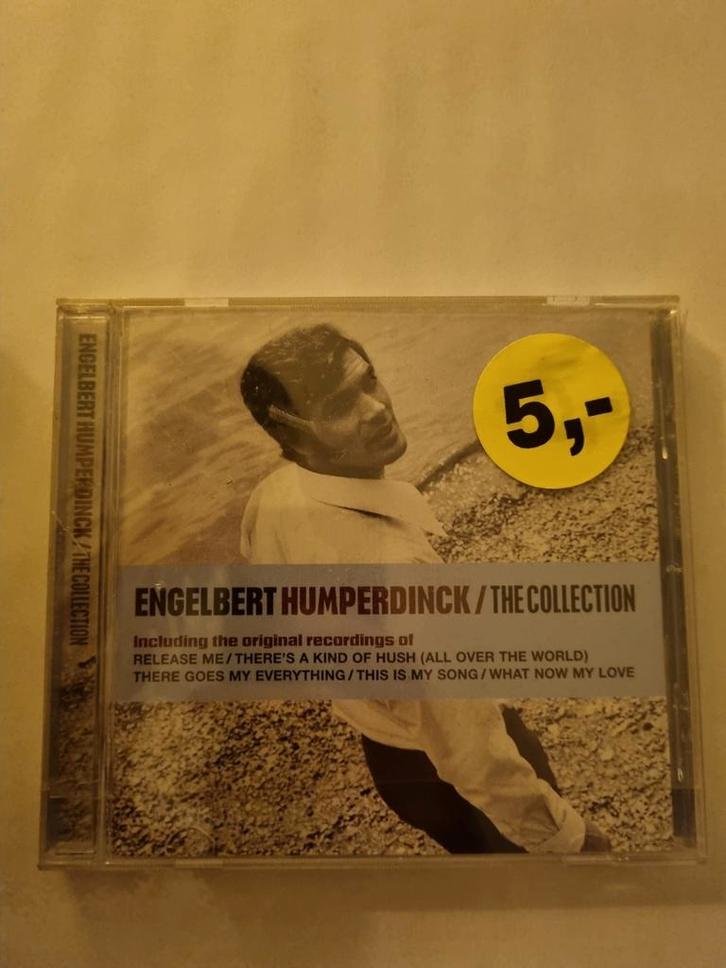 ENGELBERT HUMPERDINCK / THE COLLECTION
5,-
ENGELBERT HUMPERDINCK / THE COLLECTION
Including the original recordings of
RELEASE ME / THERE'S A KIND OF HUSH (ALL OVER THE WORLD)
THERE GOES MY EVERYTHING / THIS IS MY SONG / WHAT NOW MY LOVE